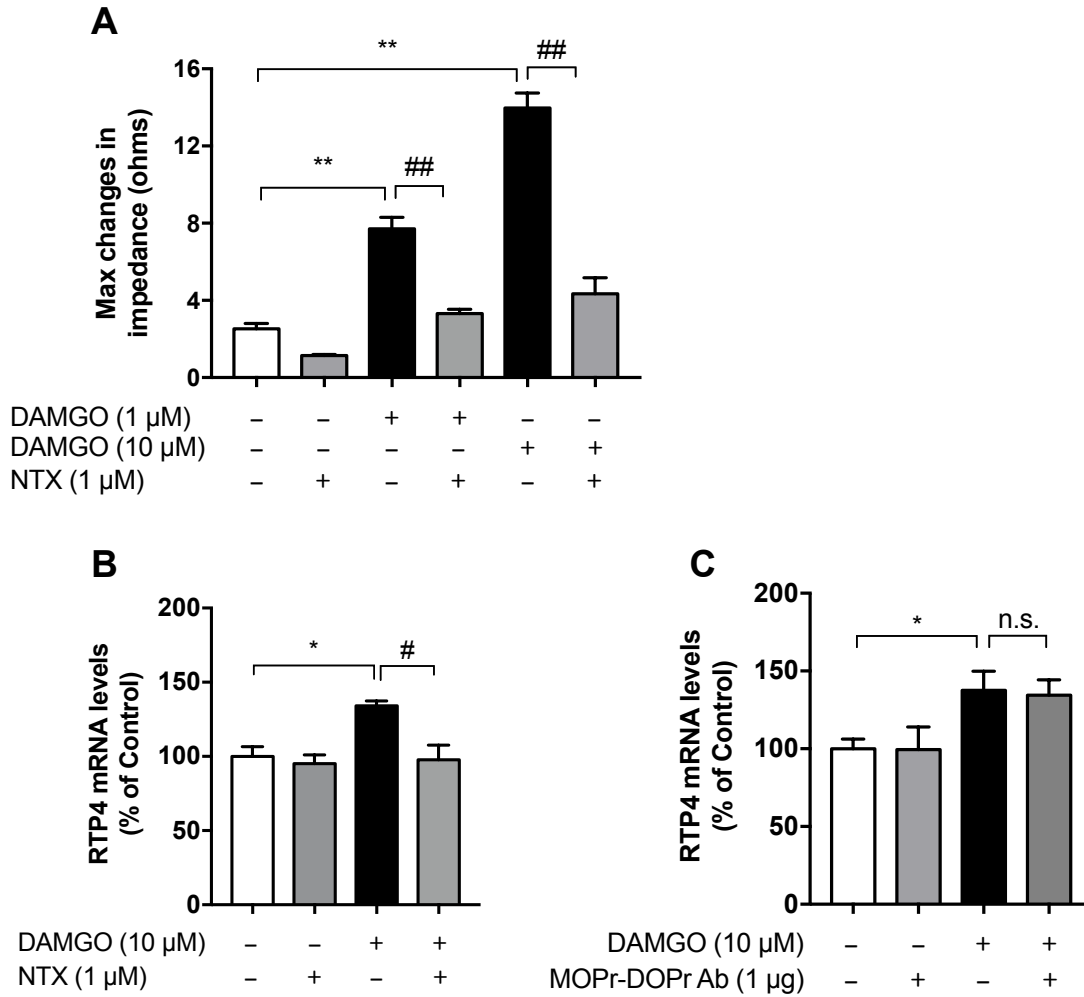 A
**
##
**
##
16
12
8
4
0
Max changes in
impedance (ohms)
DAMGO (1 µM) – – + + – –
DAMGO (10 µM) – – – – + +
NTX (1 µM) – + – + – +
B
*
#
200
150
100
50
0
RTP4 mRNA levels
(% of Control)
DAMGO (10 µM) – – + +
NTX (1 µM) – + – +
C
*
n.s.
200
150
100
50
0
RTP4 mRNA levels
(% of Control)
DAMGO (10 µM) – – + +
MOPr-DOPr Ab (1 µg) – + – +